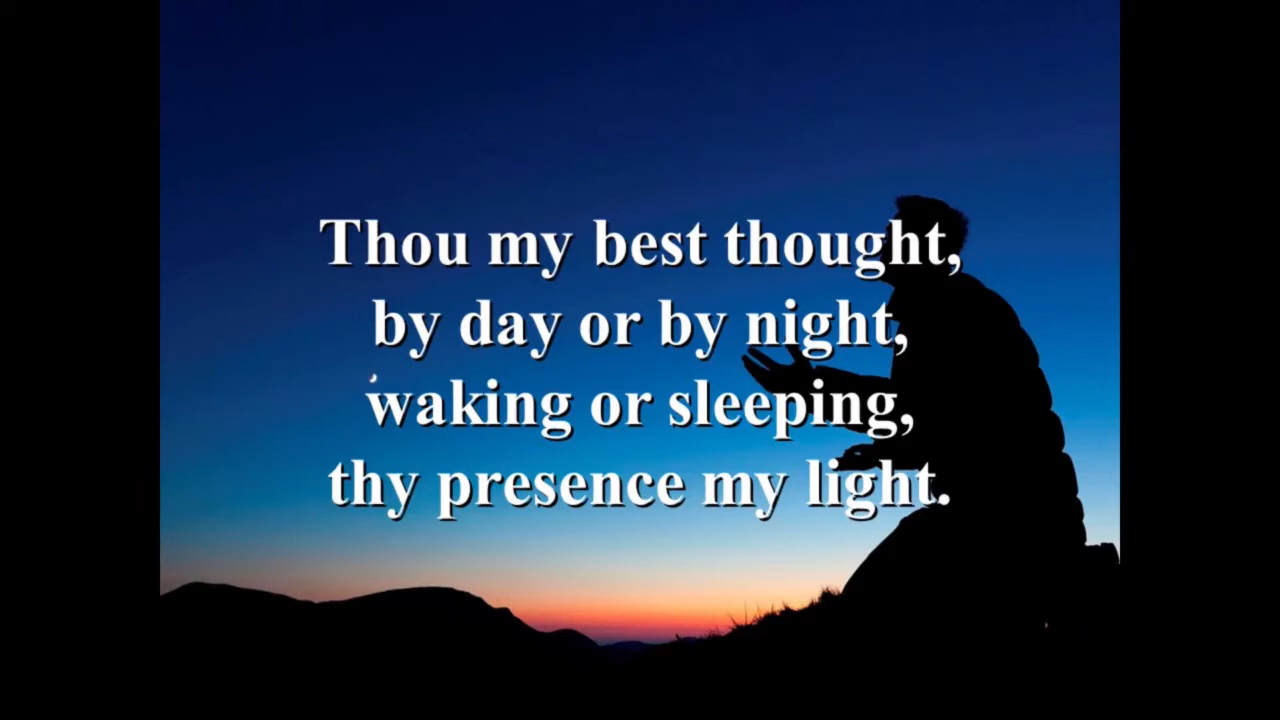 Thou my best thought,
by day or by night,
waking or sleeping,
thy presence my light.